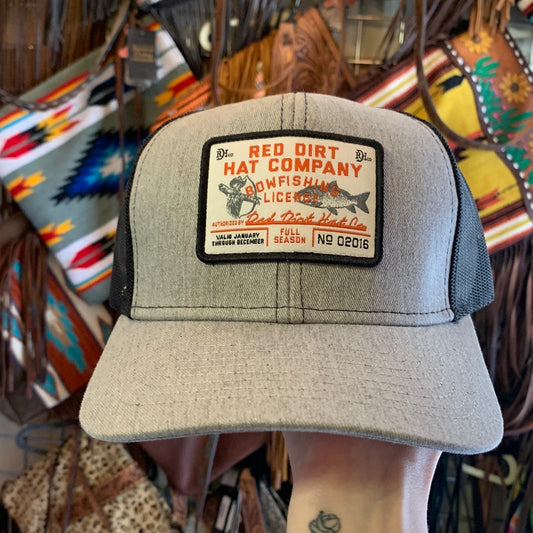 RED DIRT
HAT COMPANY
BOWFISHING
LICENSE
AUTHORIZED BY Red Dirt Hat Co.
VALID JANUARY
THROUGH DECEMBER
FULL
SEASON
No 02016